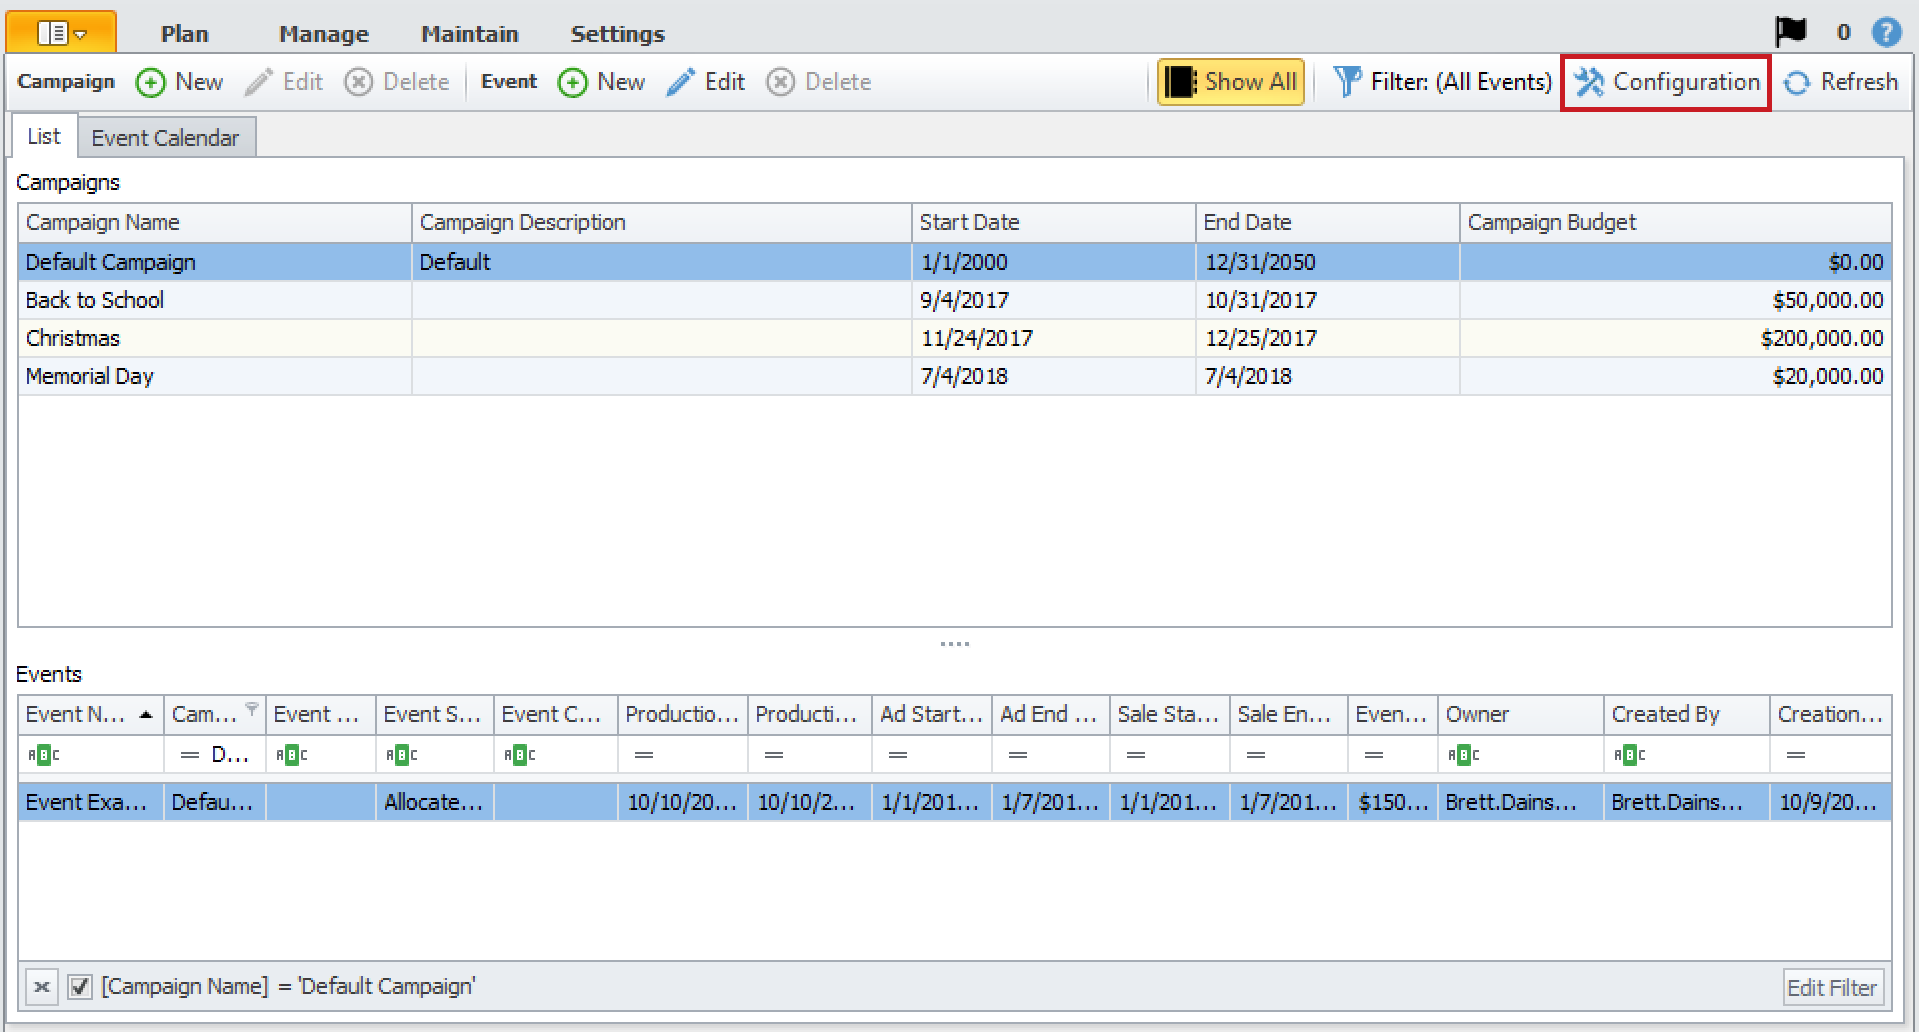 Plan Manage Maintain Settings 0 ?
Campaign New Edit Delete Event New Edit Delete Show All Filter: (All Events) Configuration Refresh
List Event Calendar
Campaigns
Campaign Name Campaign Description Start Date End Date Campaign Budget
Default Campaign Default 1/1/2000 12/31/2050 $0.00
Back to School 9/4/2017 10/31/2017 $50,000.00
Christmas 11/24/2017 12/25/2017 $200,000.00
Memorial Day 7/4/2018 7/4/2018 $20,000.00
Events
Event N... Cam... Event ... Event S... Event C... Productio... Producti... Ad Start... Ad End ... Sale Sta... Sale En... Even... Owner Created By Creation...
ABC = D... ABC ABC ABC = = = = = = = ABC ABC =
Event Exa... Defau... Allocate... 10/10/20... 10/10/2... 1/1/201... 1/7/201... 1/1/201... 1/7/201... $150... Brett.Dains... Brett.Dains... 10/9/20...
[Campaign Name] = 'Default Campaign' Edit Filter